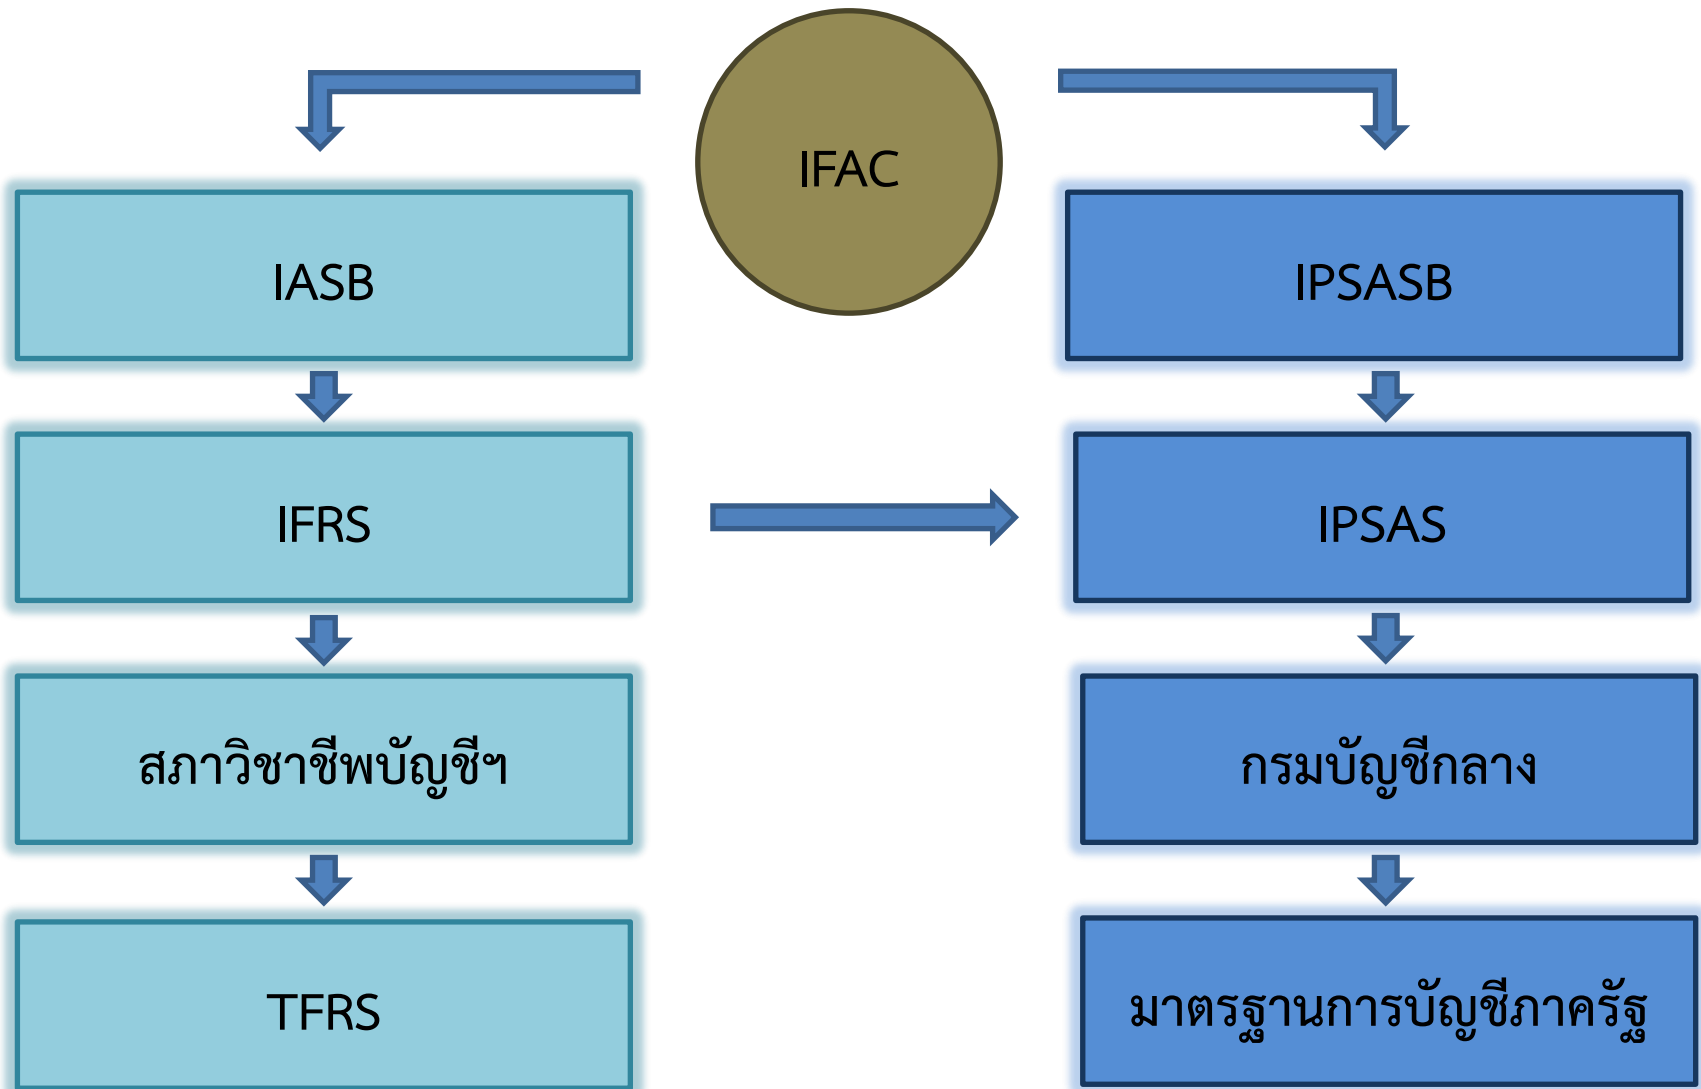 IFAC
IASB
IPSASB
IFRS
IPSAS
สภาวิชาชีพบัญชีฯ
กรมบัญชีกลาง
TFRS
มาตรฐานการบัญชีภาครัฐ